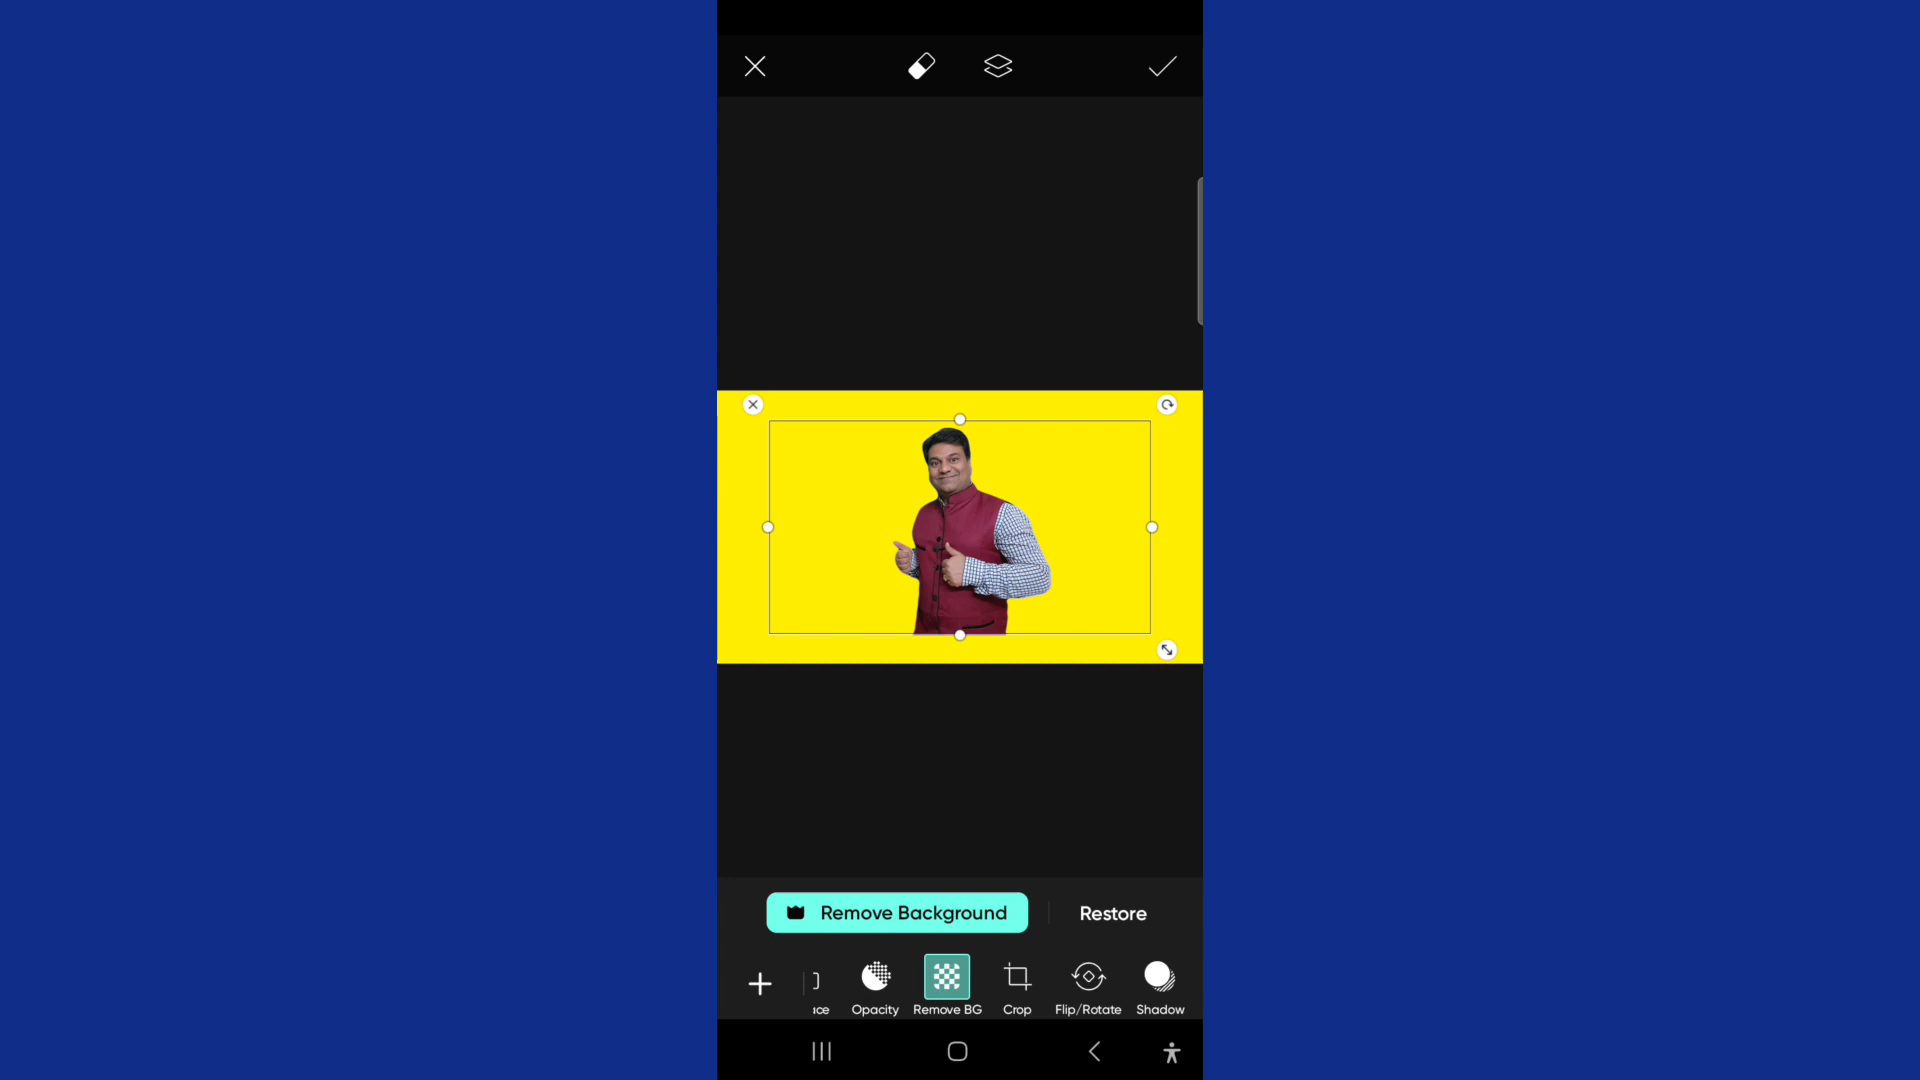 Remove Background
Restore
Opacity
Remove BG
Crop
Flip/Rotate
Shadow